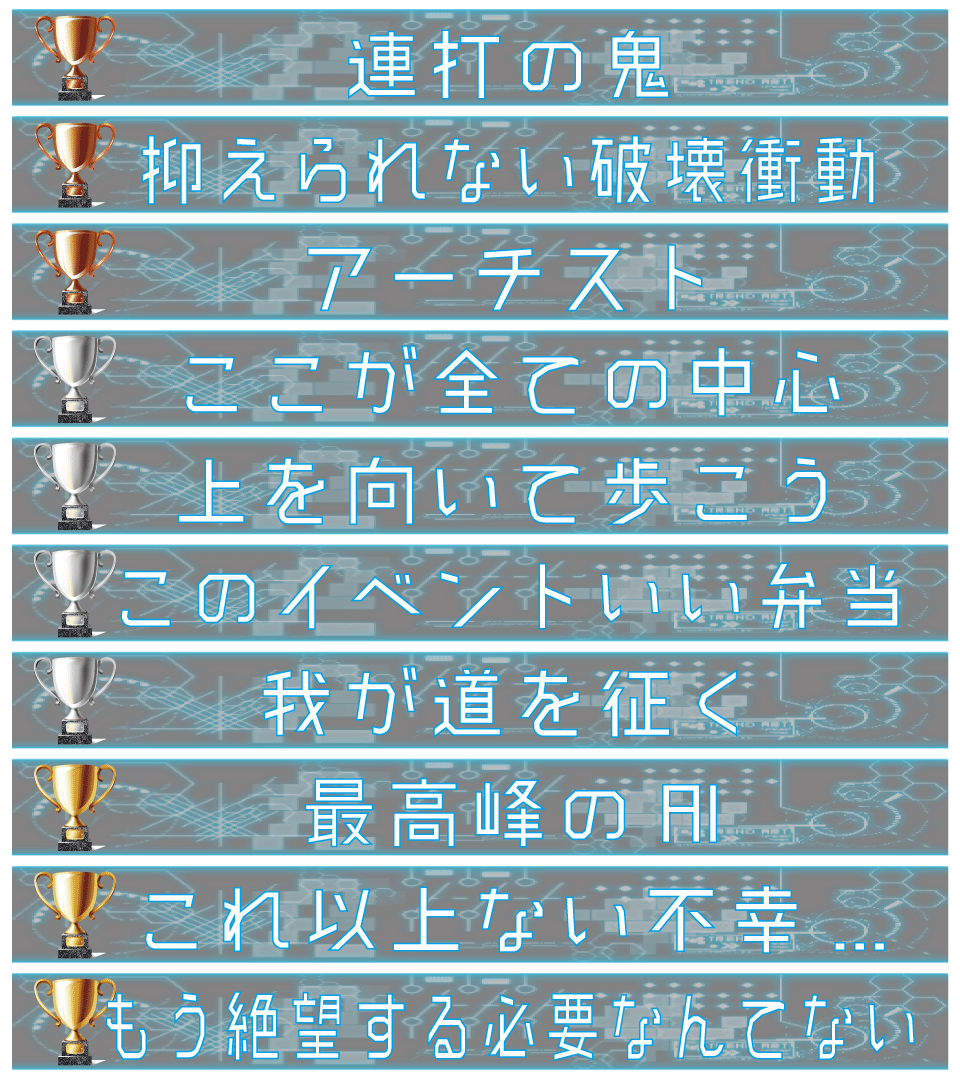 連打の鬼
抑えられない破壊衝動
アーチスト
ここが全ての中心
上を向いて歩こう
このイベントいい弁当
我が道を征く
最高峰のAI
これ以上ない不幸...
もう絶望する必要なんてない